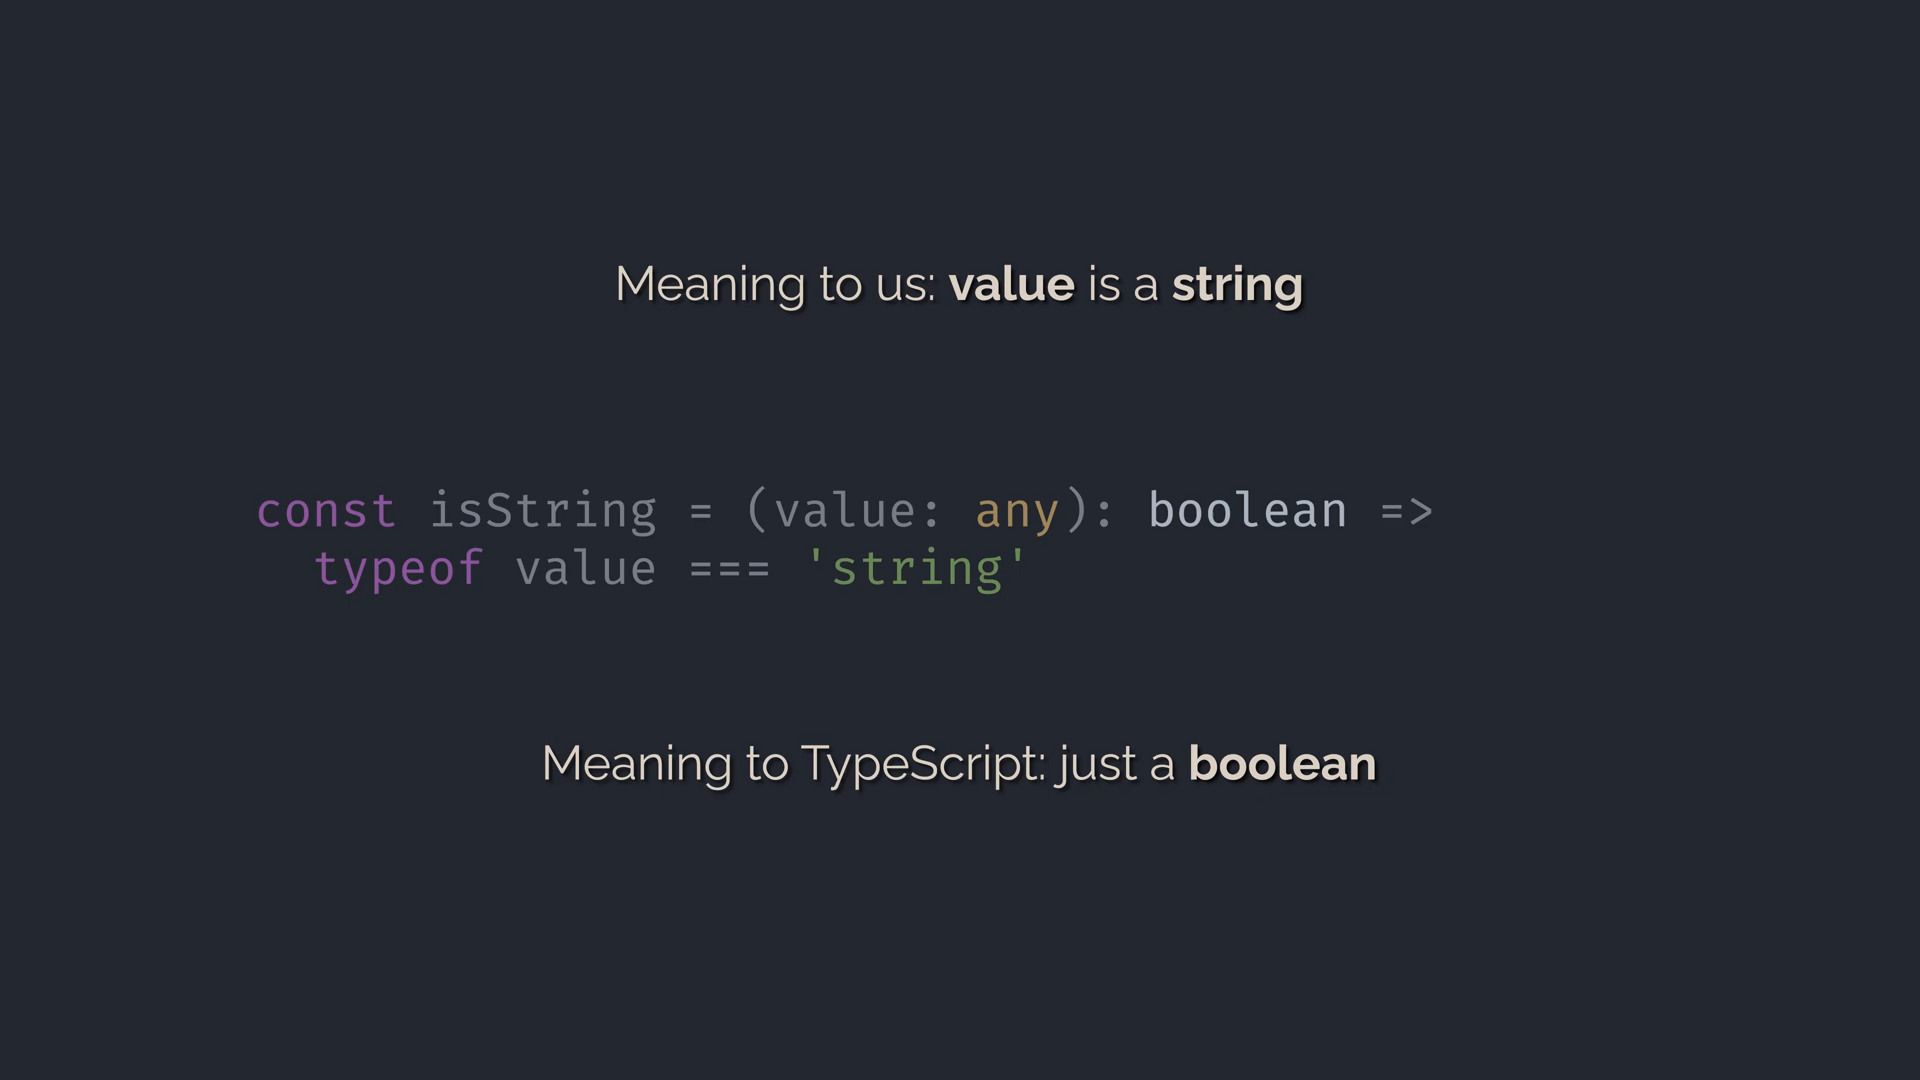 Meaning to us: value is a string
const isString = (value: any): boolean =>
typeof value === 'string'
Meaning to TypeScript: just a boolean